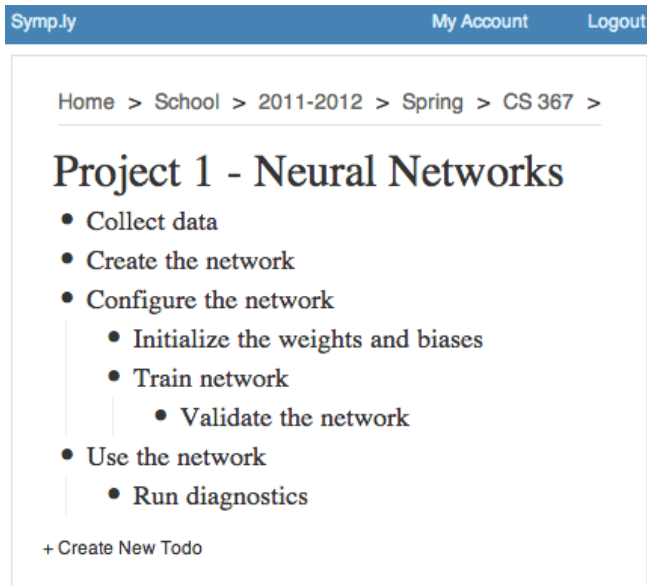 Symp.ly My Account Logout
Home > School > 2011-2012 > Spring > CS 367 >
Project 1 - Neural Networks
• Collect data
• Create the network
• Configure the network
• Initialize the weights and biases
• Train network
• Validate the network
• Use the network
• Run diagnostics
+ Create New Todo